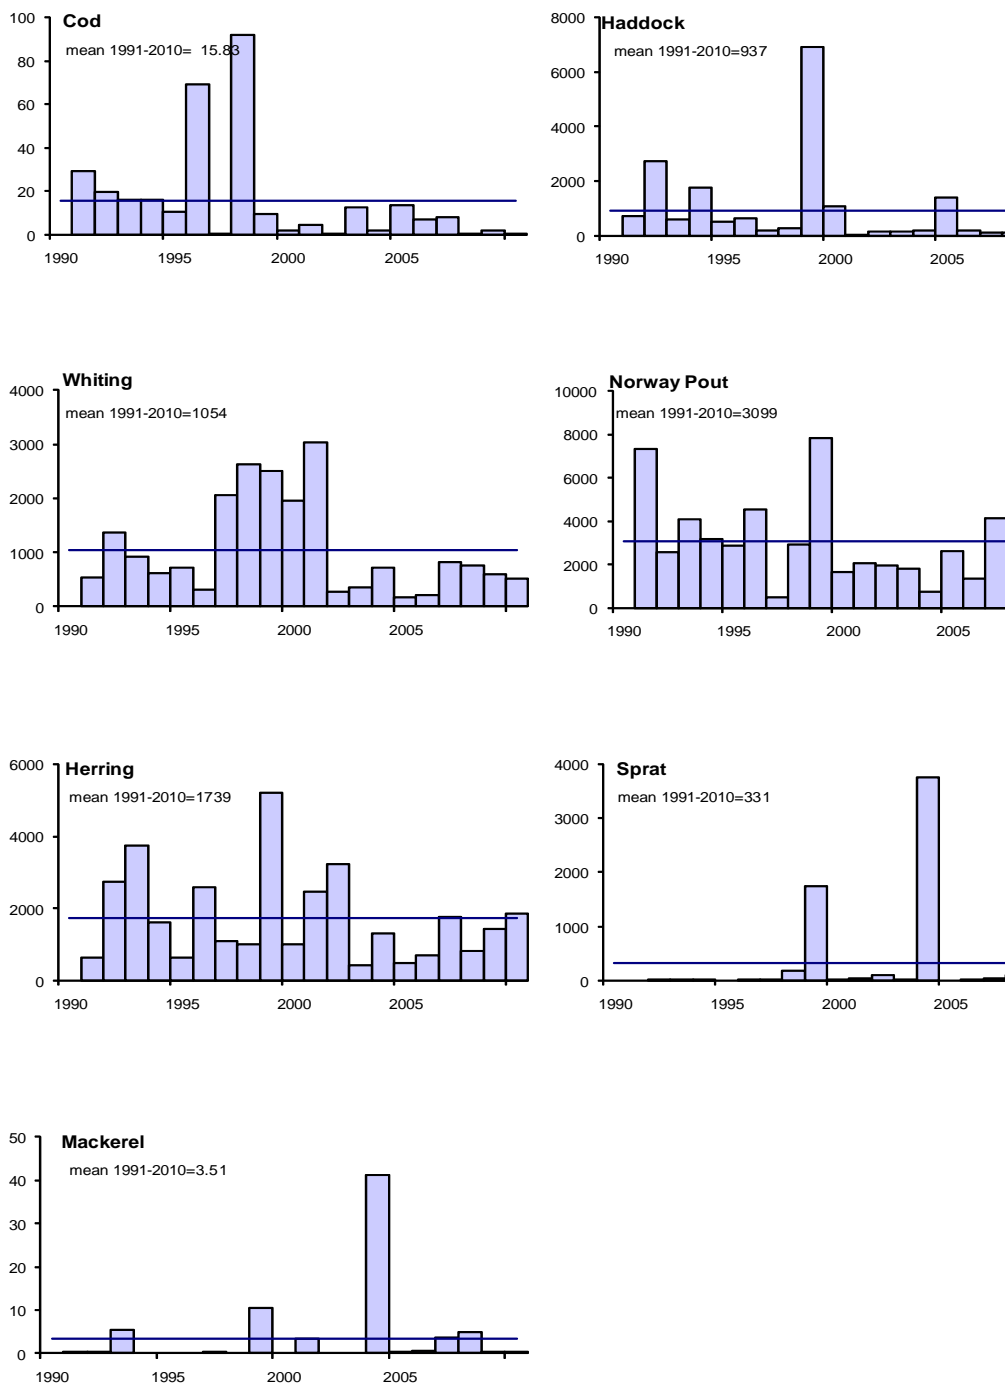 Cod
mean 1991-2010= 15.83
100
80
60
40
20
0
1990 1995 2000 2005
Haddock
mean 1991-2010=937
8000
6000
4000
2000
0
1990 1995 2000 2005
Whiting
mean 1991-2010=1054
4000
3000
2000
1000
0
1990 1995 2000 2005
Norway Pout
mean 1991-2010=3099
10000
8000
6000
4000
2000
0
1990 1995 2000 2005
Herring
mean 1991-2010=1739
6000
4000
2000
0
1990 1995 2000 2005
Sprat
mean 1991-2010=331
4000
3000
2000
1000
0
1990 1995 2000 2005
Mackerel
mean 1991-2010=3.51
50
40
30
20
10
0
1990 1995 2000 2005